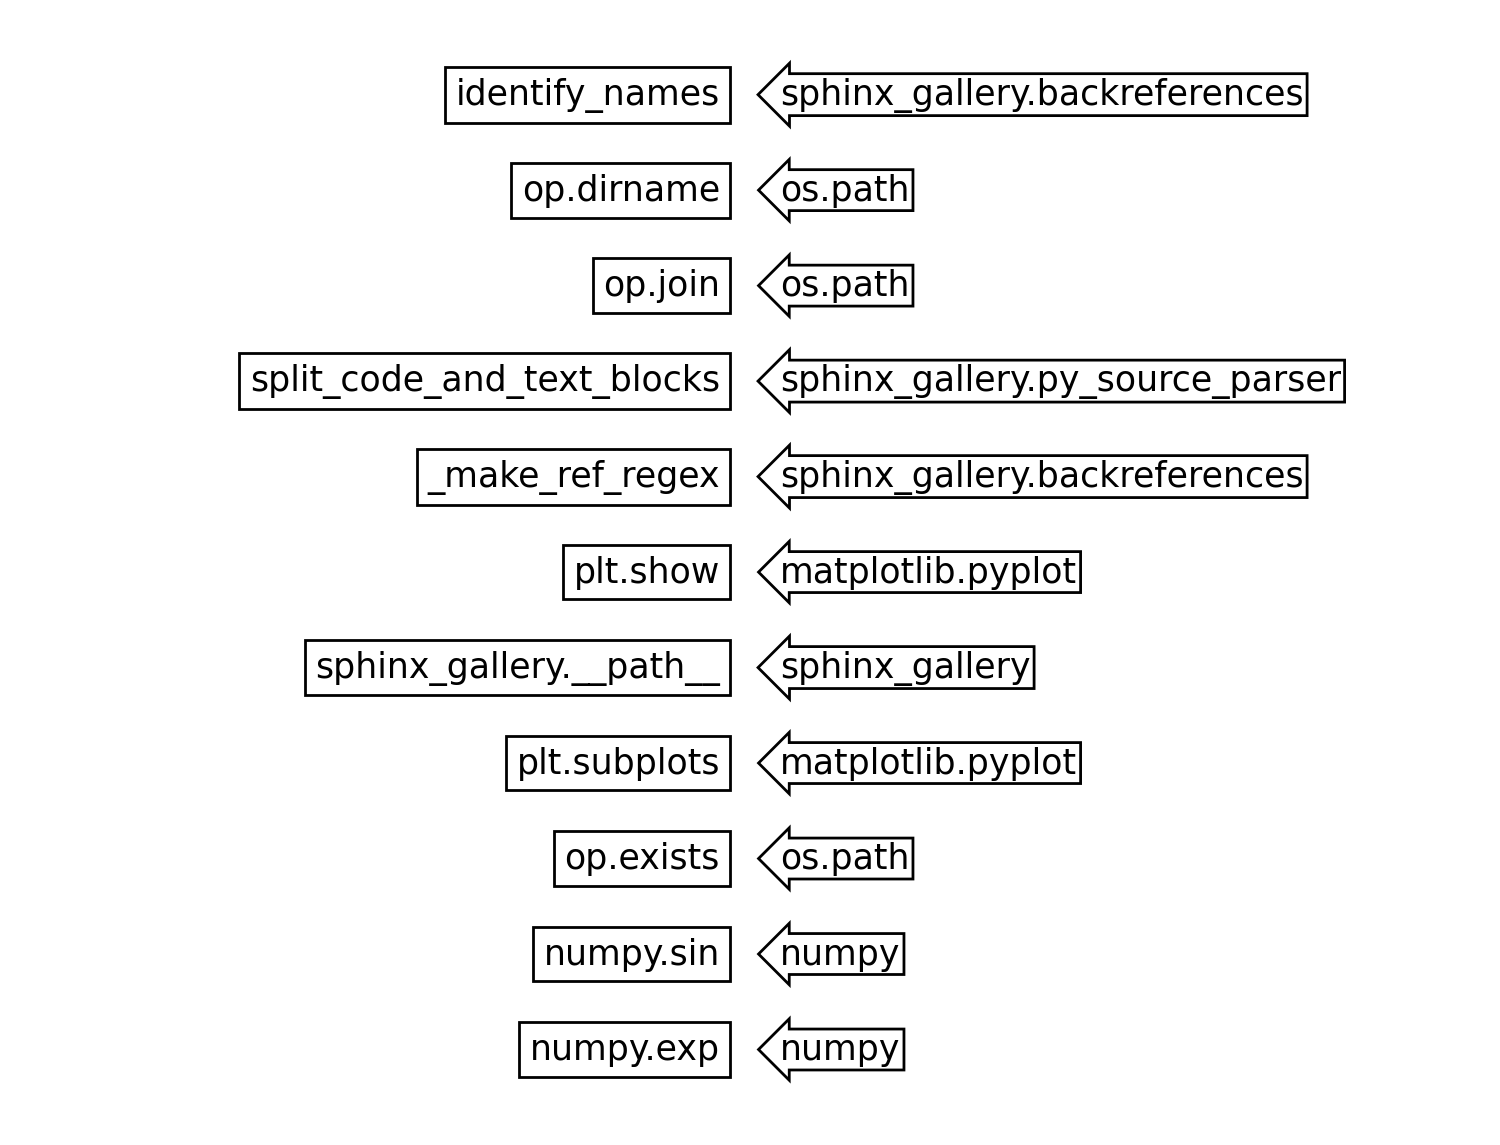 identify_names sphinx_gallery.backreferences
op.dirname os.path
op.join os.path
split_code_and_text_blocks sphinx_gallery.py_source_parser
_make_ref_regex sphinx_gallery.backreferences
plt.show matplotlib.pyplot
sphinx_gallery.__path__ sphinx_gallery
plt.subplots matplotlib.pyplot
op.exists os.path
numpy.sin numpy
numpy.exp numpy